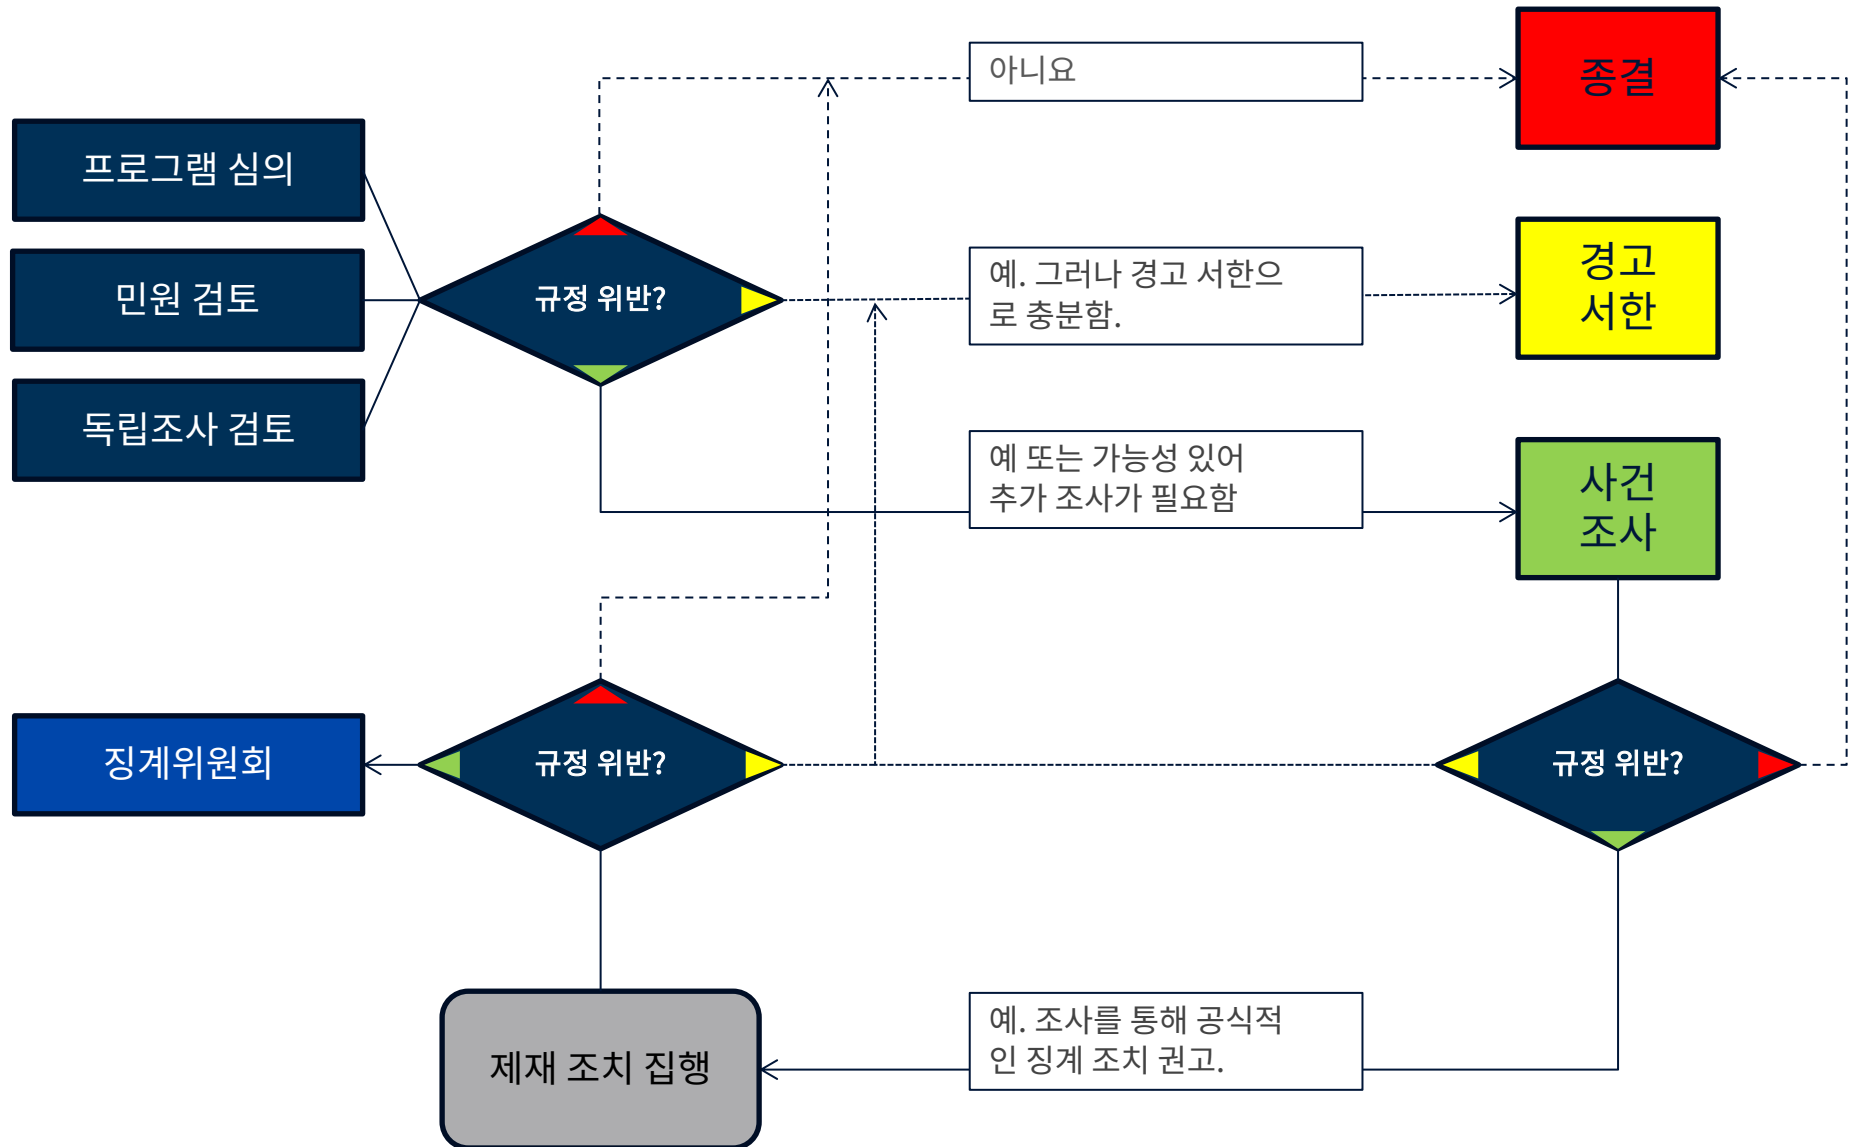 아니요
종결
프로그램 심의
민원 검토
독립조사 검토
규정 위반?
예. 그러나 경고 서한으
로 충분함.
경고
서한
예 또는 가능성 있어
추가 조사가 필요함
사건
조사
징계위원회
규정 위반?
규정 위반?
제재 조치 집행
예. 조사를 통해 공식적
인 징계 조치 권고.